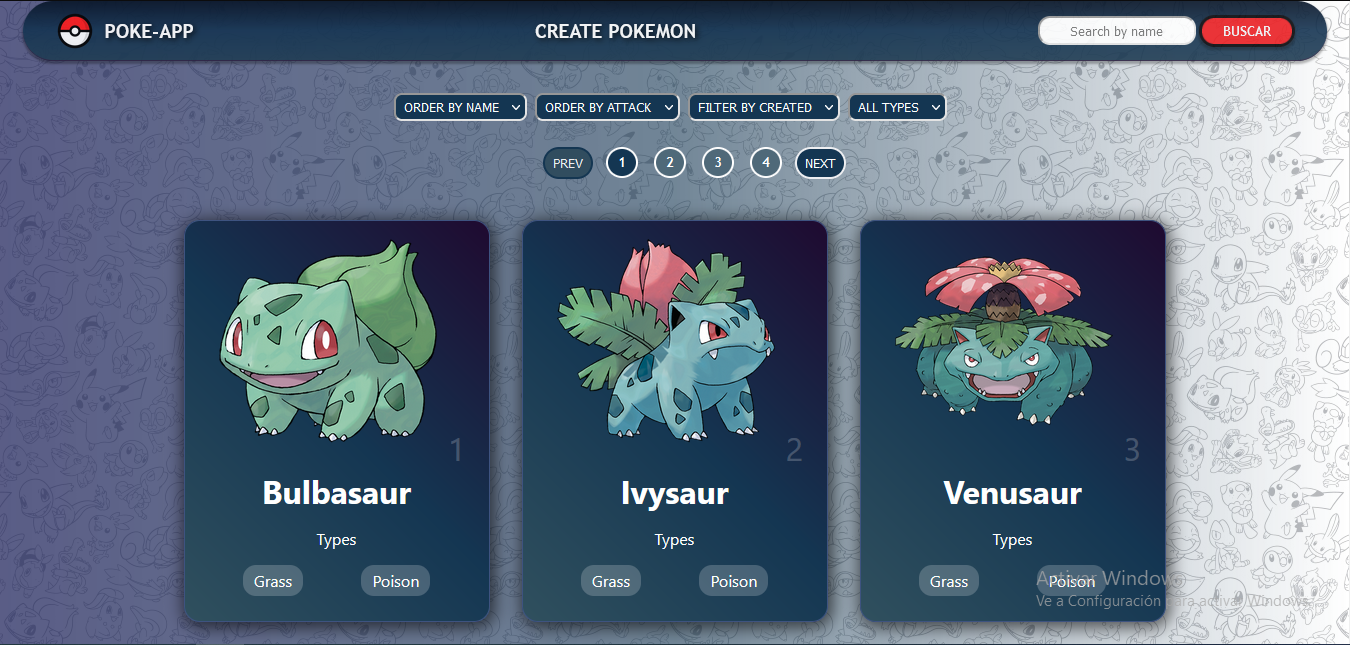 POKE-APP CREATE POKEMON Search by name BUSCAR
ORDER BY NAME ORDER BY ATTACK FILTER BY CREATED ALL TYPES
PREV 1 2 3 4 NEXT
1 2 3
Bulbasaur Ivysaur Venusaur
Types Types Types
Grass Poison Grass Poison Grass Poison
Activar Windows
Ve a Configuración para activar Windows.